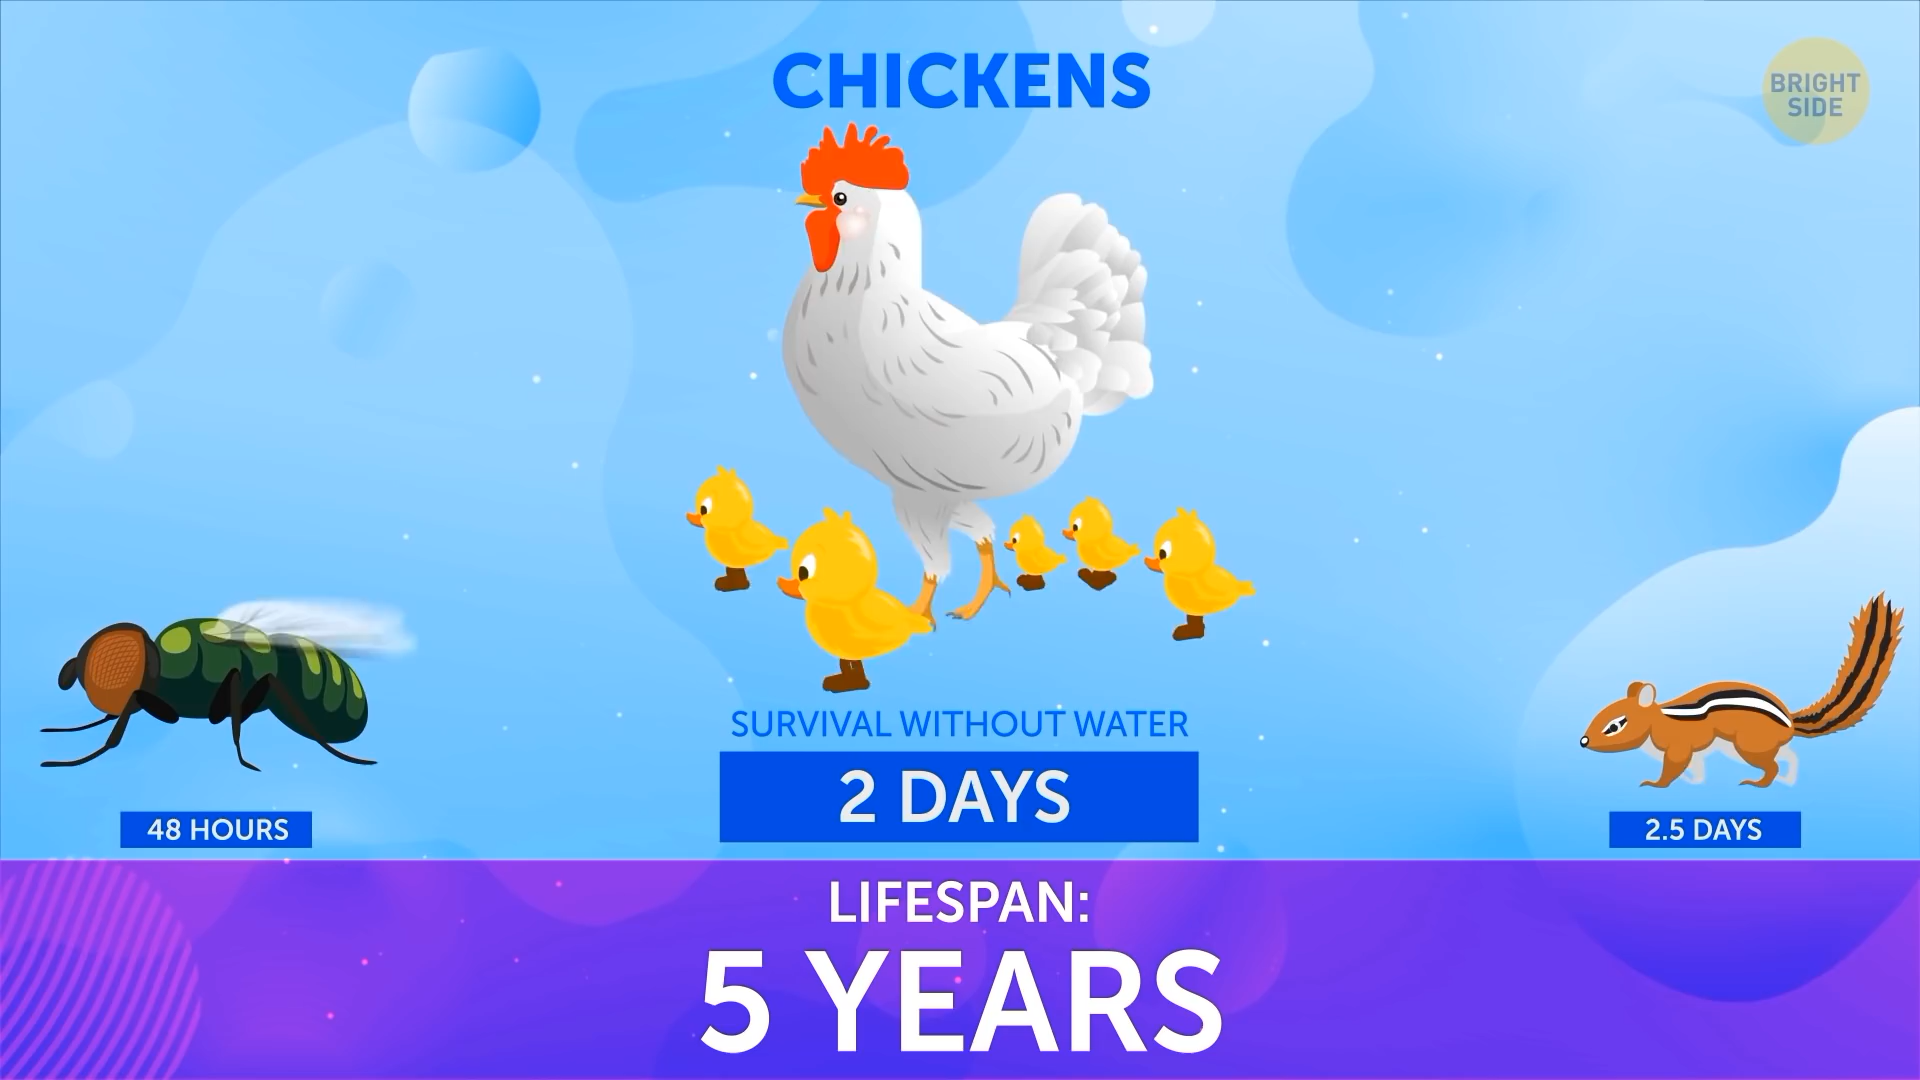 CHICKENS
BRIGHT
SIDE
SURVIVAL WITHOUT WATER
2 DAYS
48 HOURS
2.5 DAYS
LIFESPAN:
5 YEARS